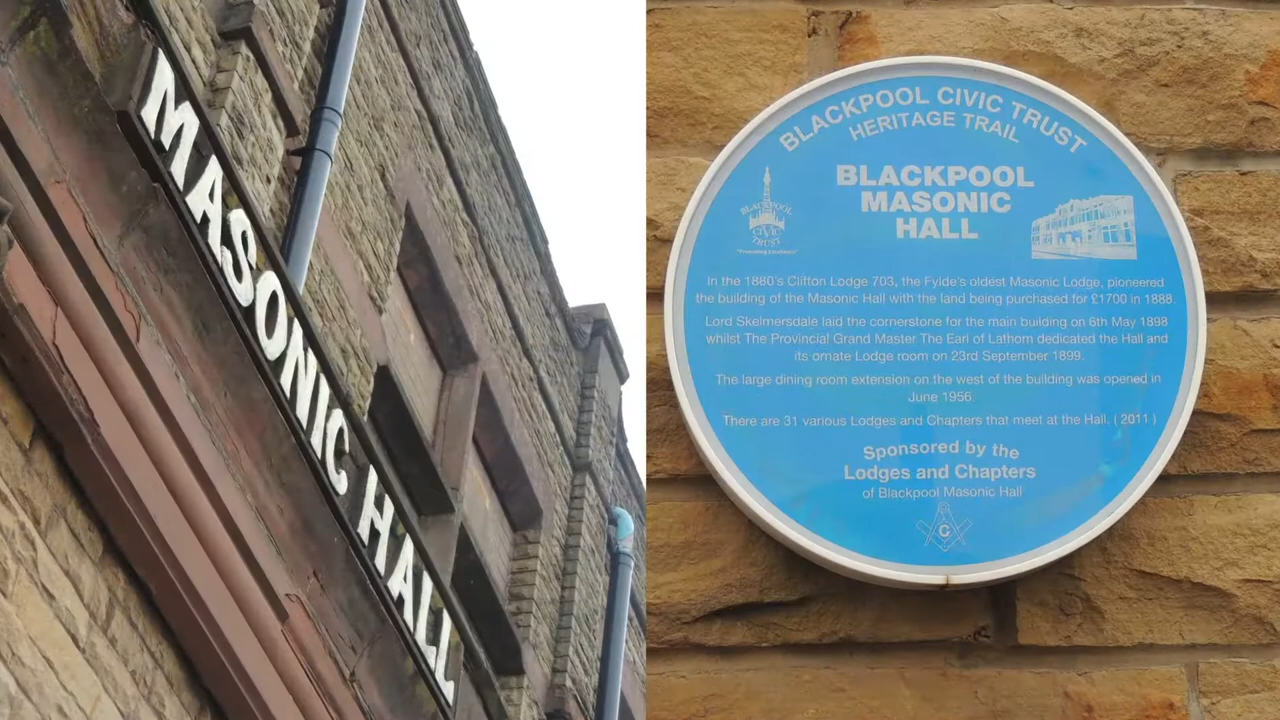 MASONIC HALL
BLACKPOOL CIVIC TRUST
HERITAGE TRAIL
BLACKPOOL
MASONIC
HALL
BLACKPOOL
CIVIC
TRUST
"Promoting Excellence"
In the 1880's Clifton Lodge 703, the Fylde's oldest Masonic Lodge, pioneered
the building of the Masonic Hall with the land being purchased for £1700 in 1888.
Lord Skelmersdale laid the cornerstone for the main building on 6th May 1898
whilst The Provincial Grand Master The Earl of Lathom dedicated the Hall and
its ornate Lodge room on 23rd September 1899.
The large dining room extension on the west of the building was opened in
June 1956.
There are 31 various Lodges and Chapters that meet at the Hall. ( 2011 )
Sponsored by the
Lodges and Chapters
of Blackpool Masonic Hall
G